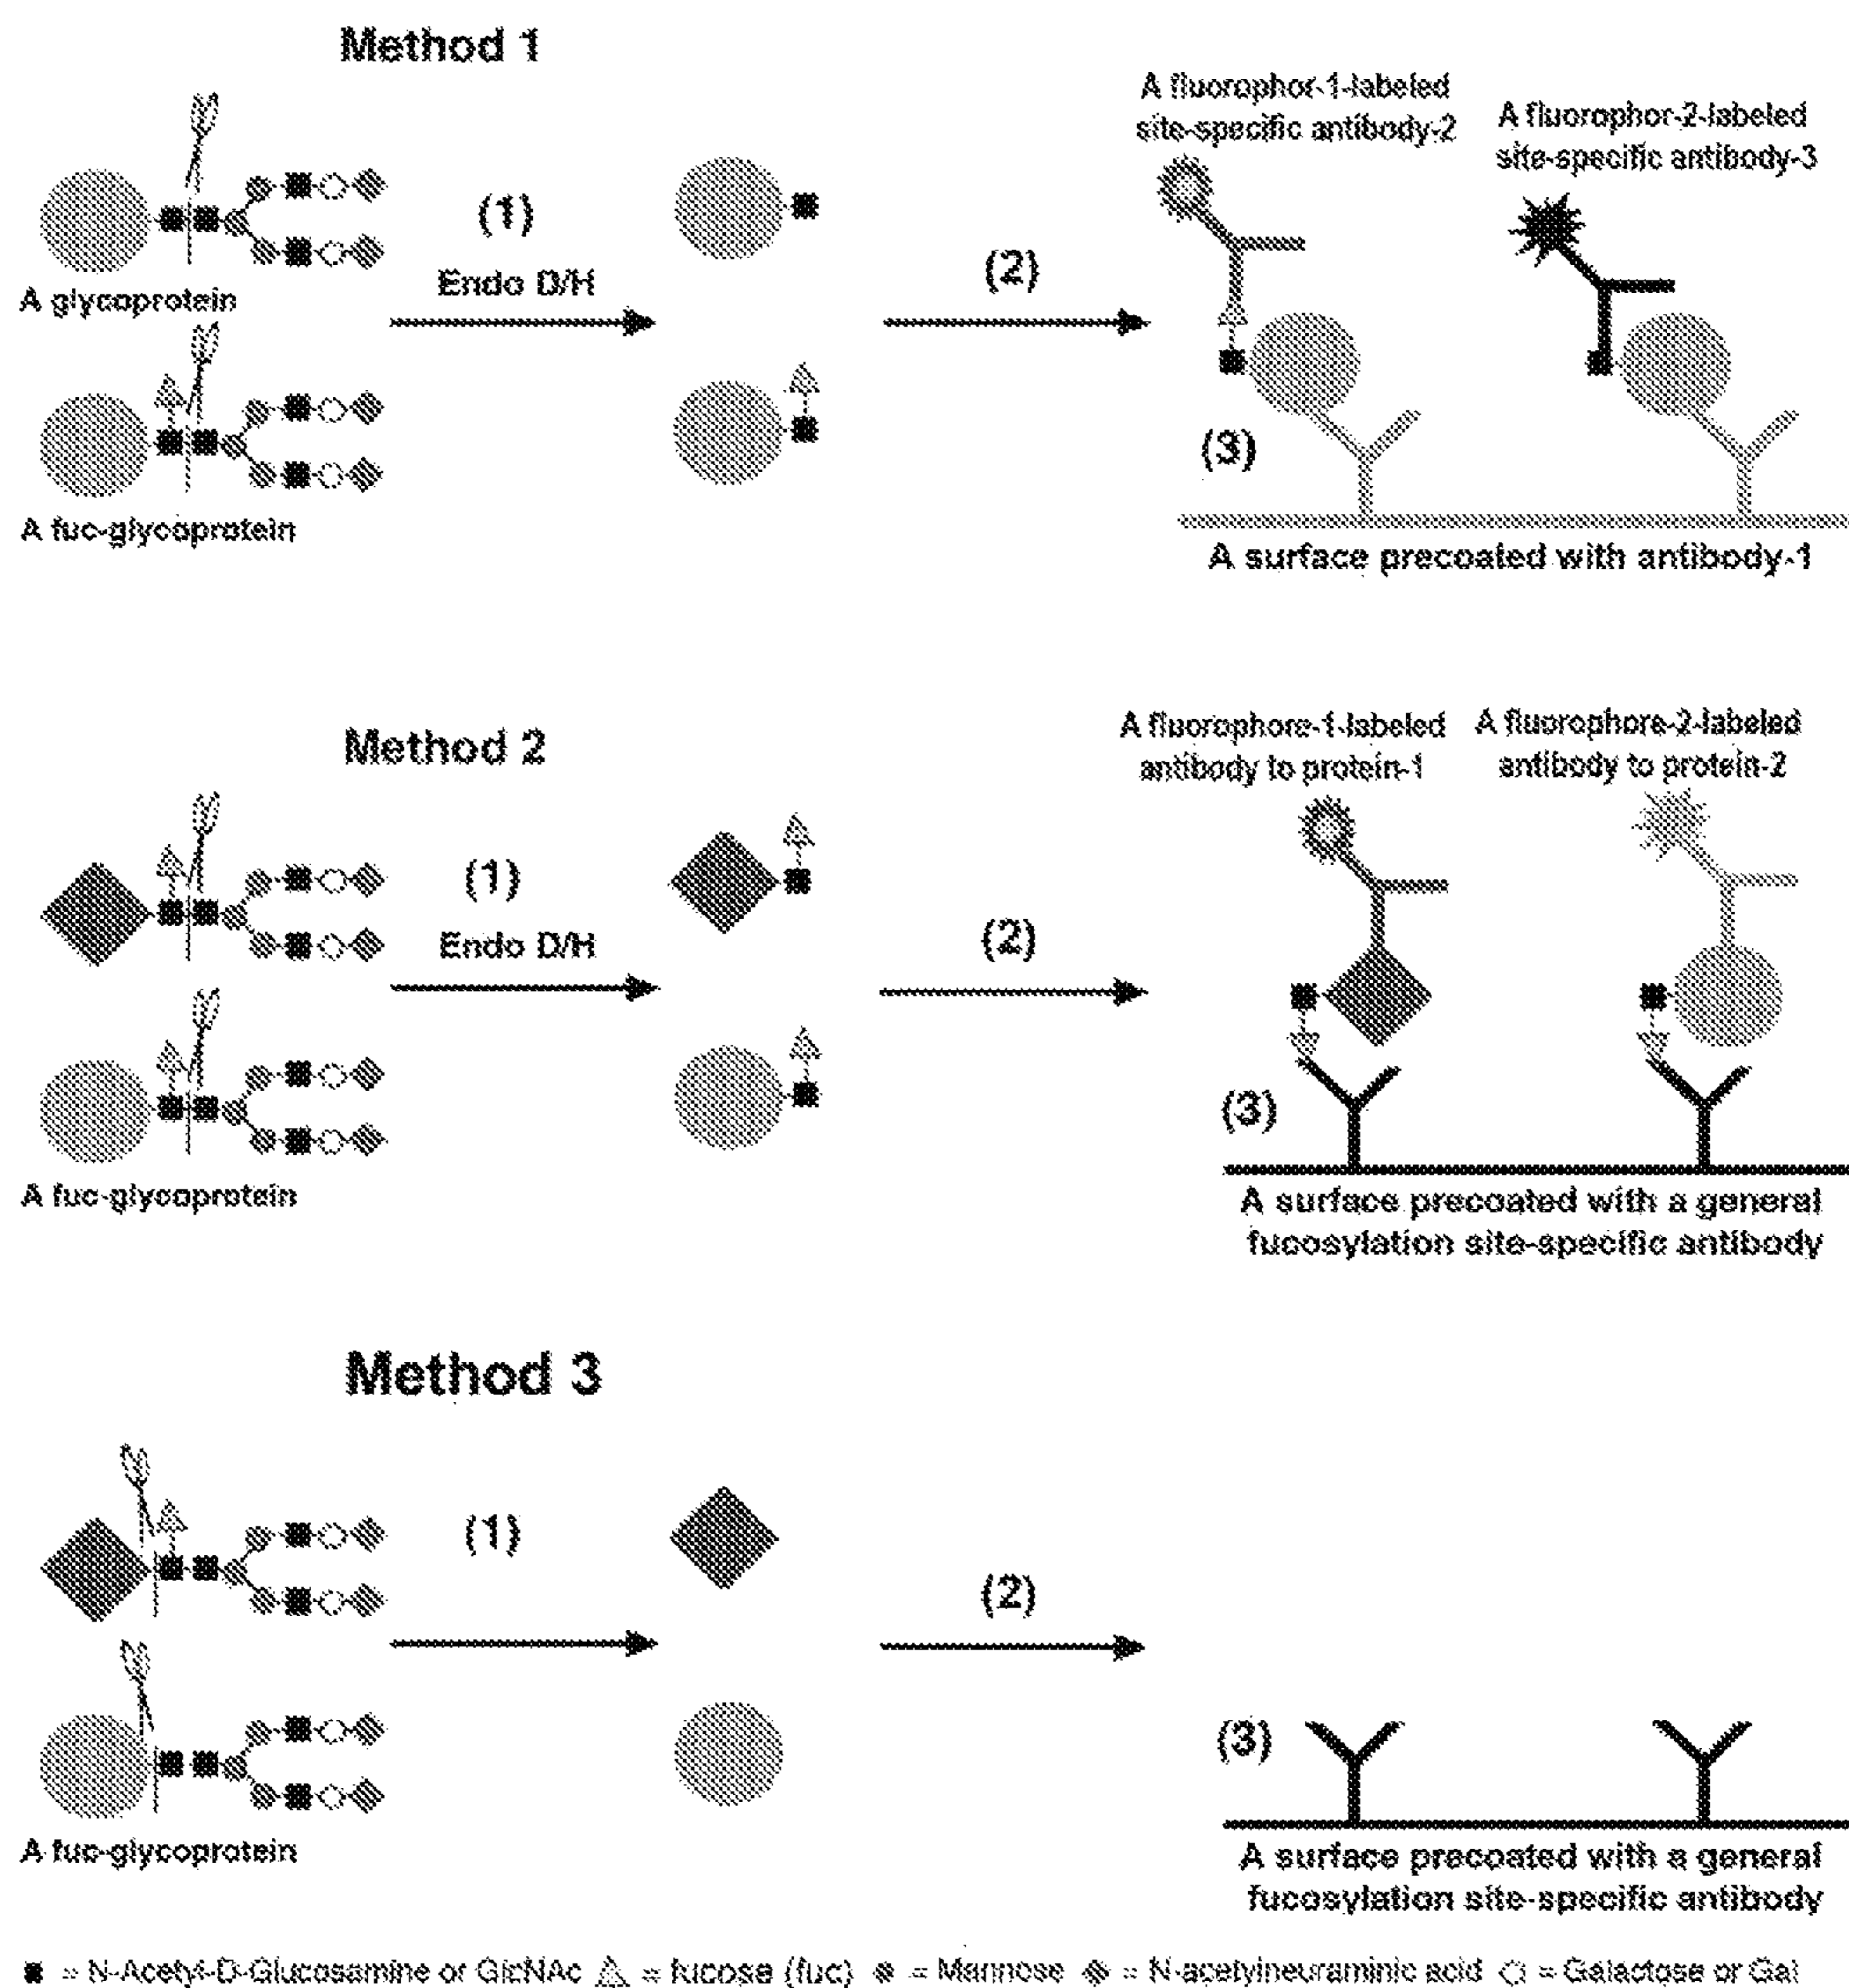 Method 1
A fluorophor-1-labeled
site-specific antibody-2
A fluorophor-2-labeled
site-specific antibody-3
(1)
Endo D/H
(2)
A glycoprotein
(3)
A fuc-glycoprotein
A surface precoated with antibody-1
Method 2
A fluorophore-1-labeled
antibody to protein-1
A fluorophore-2-labeled
antibody to protein-2
(1)
Endo D/H
(2)
(3)
A fuc-glycoprotein
A surface precoated with a general
fucosylation site-specific antibody
Method 3
(1)
(2)
(3)
A fuc-glycoprotein
A surface precoated with a general
fucosylation site-specific antibody
= N-Acetyl-D-Glucosamine or GlcNAc = fucose (fuc) = Mannose = N-acetylneuraminic acid = Galactose or Gal